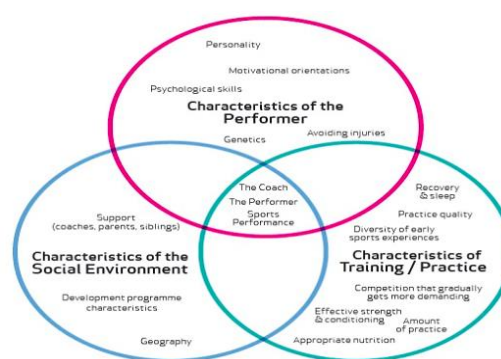 Personality
Motivational orientations
Psychological skills
Characteristics of the
Performer
Genetics
Avoiding injuries
The Coach
The Performer
Sports
Performance
Support
(coaches, parents, siblings)
Characteristics of the
Social Environment
Development programme
characteristics
Geography
Recovery
& sleep
Practice quality
Diversity of early
sports experiences
Characteristics of
Training / Practice
Competition that gradually
gets more demanding
Effective strength
& conditioning
Amount
of practice
Appropriate nutrition